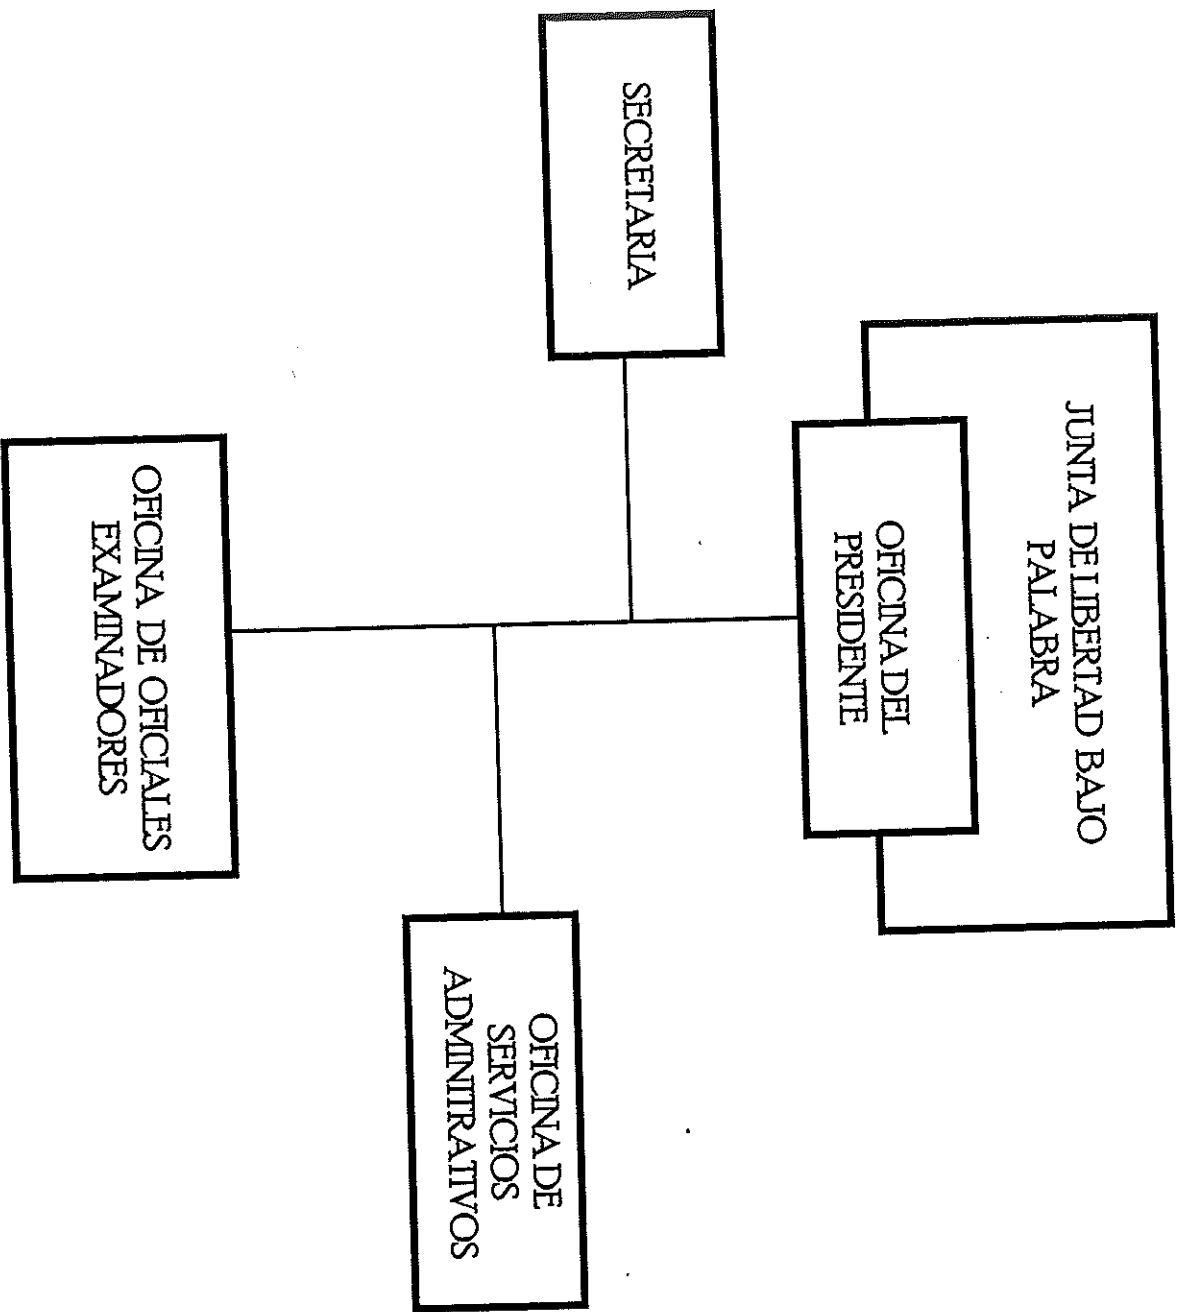 JUNTA DE LIBERTAD BAJO
PALABRA
OFICINA DEL
PRESIDENTE
SECRETARIA
OFICINA DE
SERVICIOS
ADMINITRATIVOS
OFICINA DE OFICIALES
EXAMINADORES